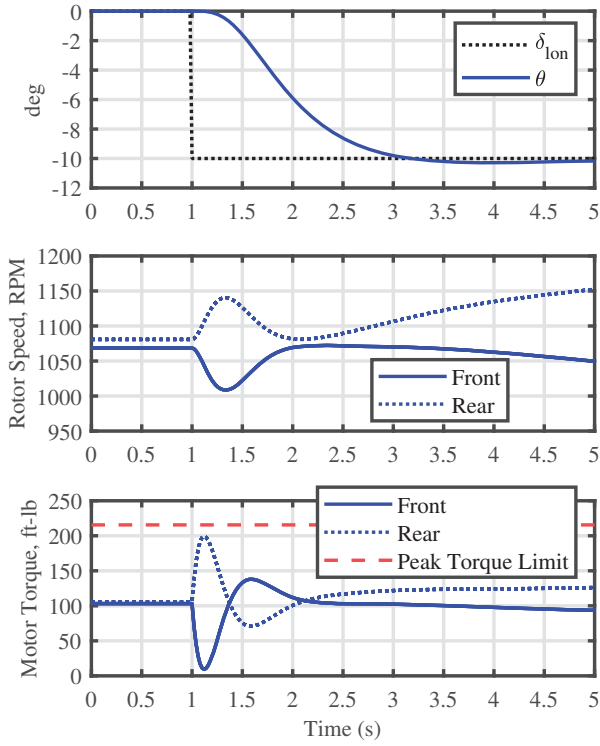 0
-2
-4
-6
-8
-10
-12
deg
δlon
θ
0 0.5 1 1.5 2 2.5 3 3.5 4 4.5 5
1200
1150
1100
1050
1000
950
Rotor Speed, RPM
Front
Rear
0 0.5 1 1.5 2 2.5 3 3.5 4 4.5 5
250
200
150
100
50
0
Motor Torque, ft-lb
Front
Rear
Peak Torque Limit
0 0.5 1 1.5 2 2.5 3 3.5 4 4.5 5
Time (s)